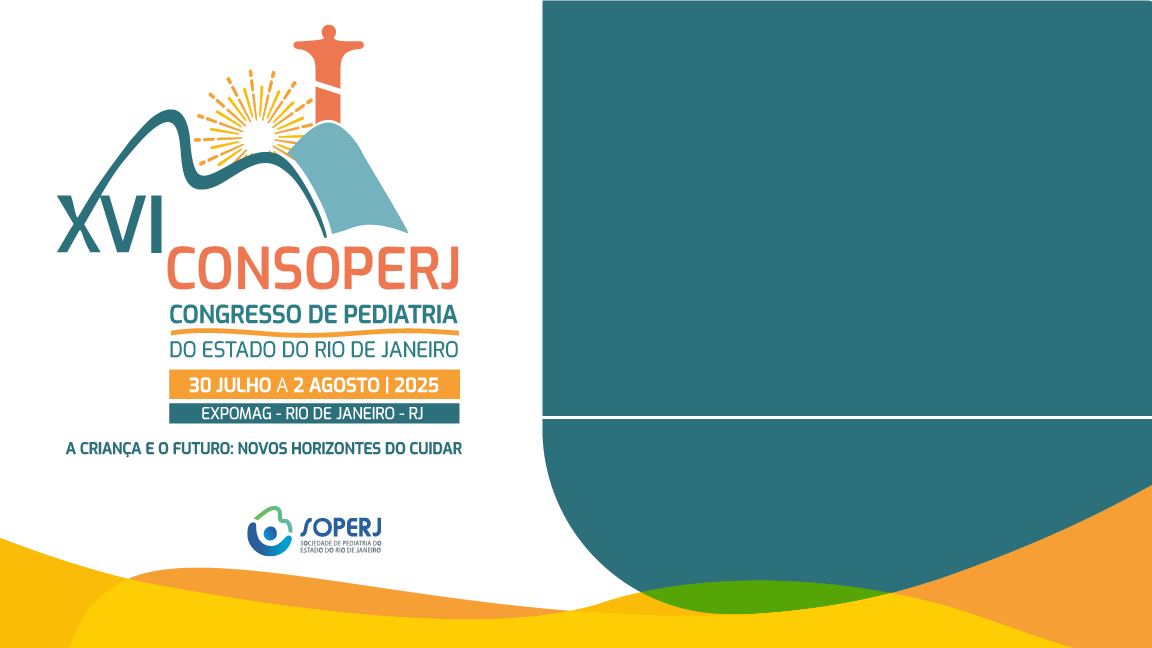 XVI
CONSOPERJ
CONGRESSO DE PEDIATRIA
DO ESTADO DO RIO DE JANEIRO
30 JULHO A 2 AGOSTO | 2025
EXPOMAG - RIO DE JANEIRO - RJ
A CRIANÇA E O FUTURO: NOVOS HORIZONTES DO CUIDAR
SOPERJ
SOCIEDADE DE PEDIATRIA DO
ESTADO DO RIO DE JANEIRO